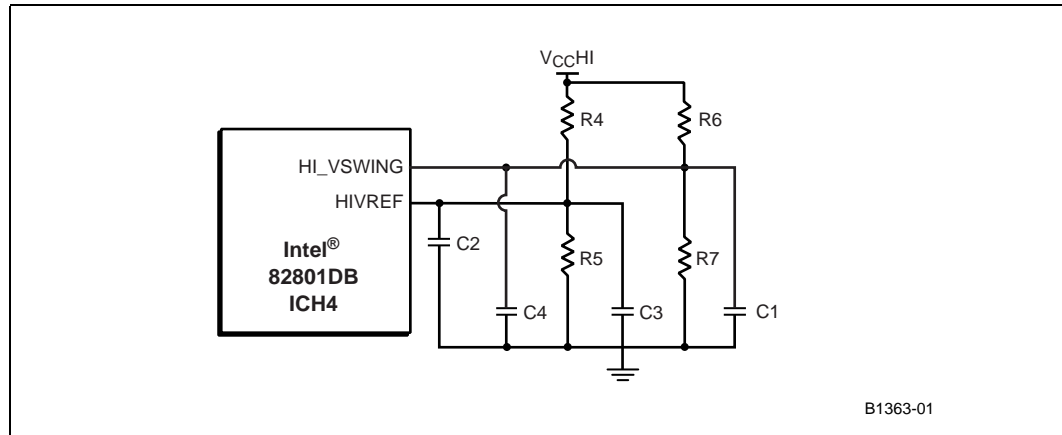 VCCHI
R4
R6
HI_VSWING
HIVREF
C2
R5
R7
Intel®
82801DB
ICH4
C4
C3
C1
B1363-01